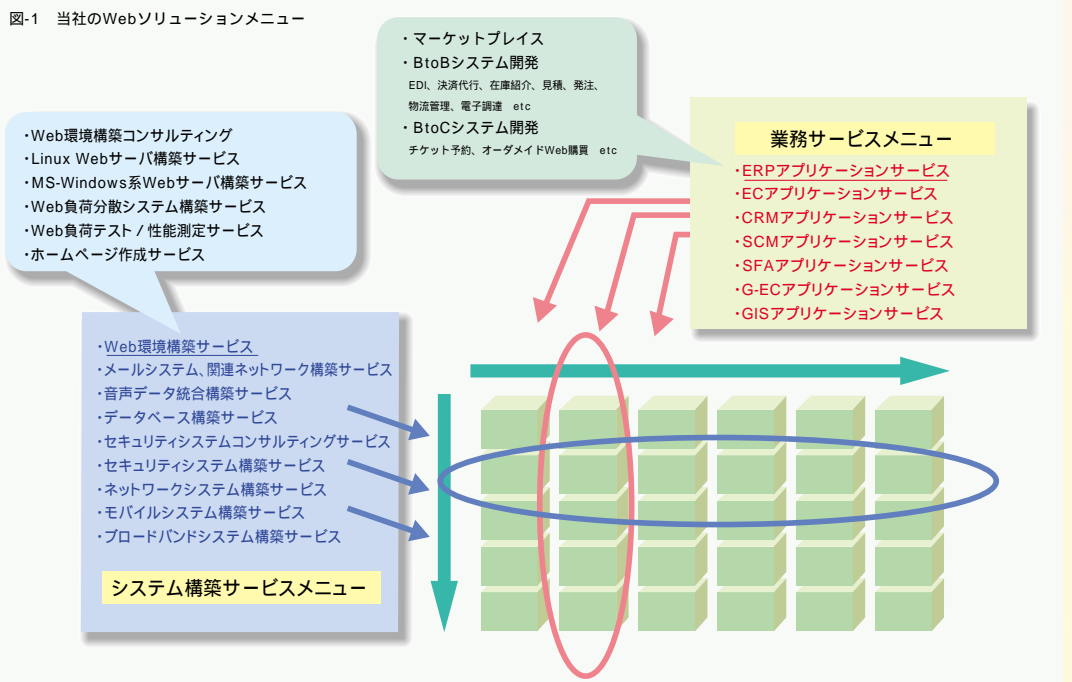 図-1　当社のWebソリューションメニュー
・マーケットプレイス
・BtoBシステム開発
EDI、決済代行、在庫紹介、見積、発注、
物流管理、電子調達　etc
・BtoCシステム開発
チケット予約、オーダメイドWeb購買　etc
・Web環境構築コンサルティング
・Linux Webサーバ構築サービス
・MS-Windows系Webサーバ構築サービス
・Web負荷分散システム構築サービス
・Web負荷テスト / 性能測定サービス
・ホームページ作成サービス
業務サービスメニュー
・ERPアプリケーションサービス
・ECアプリケーションサービス
・CRMアプリケーションサービス
・SCMアプリケーションサービス
・SFAアプリケーションサービス
・G-ECアプリケーションサービス
・GISアプリケーションサービス
・Web環境構築サービス
・メールシステム、関連ネットワーク構築サービス
・音声データ統合構築サービス
・データベース構築サービス
・セキュリティシステムコンサルティングサービス
・セキュリティシステム構築サービス
・ネットワークシステム構築サービス
・モバイルシステム構築サービス
・ブロードバンドシステム構築サービス
システム構築サービスメニュー